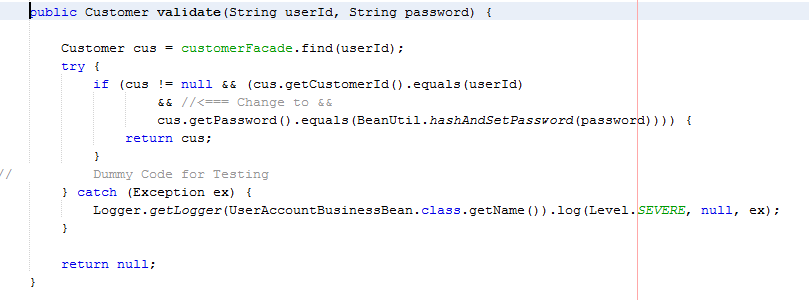 public Customer validate(String userId, String password) {
Customer cus = customerFacade.find(userId);
try {
if (cus != null && (cus.getCustomerId().equals(userId)
&& //<=== Change to &&
cus.getPassword().equals(BeanUtil.hashAndSetPassword(password)))) {
return cus;
}
// Dummy Code for Testing
} catch (Exception ex) {
Logger.getLogger(UserAccountBusinessBean.class.getName()).log(Level.SEVERE, null, ex);
}
return null;
}